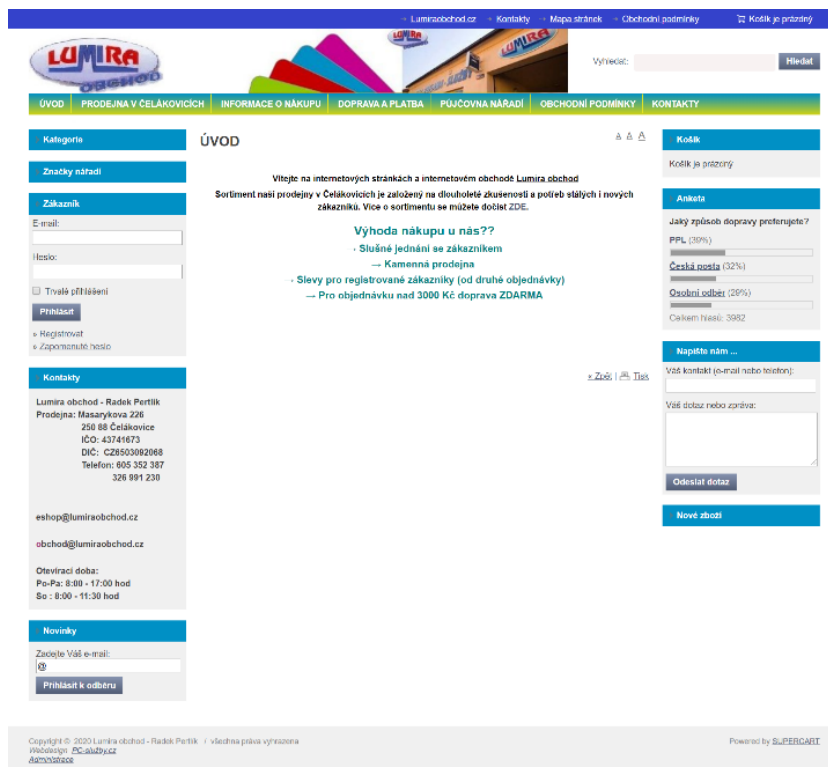 Lumiraobchod.cz
Kontakty
Mapa stránek
Obchodní podmínky
Košík je prázdný
LUMIRA
OBCHOD
LUMIRA
LUMIRA
Vyhledat:
Hledat
ÚVOD
PRODEJNA V ČELÁKOVICÍCH
INFORMACE O NÁKUPU
DOPRAVA A PLATBA
PŮJČOVNA NÁŘADÍ
OBCHODNÍ PODMÍNKY
KONTAKTY
Kategorie
Značky nářadí
Zákazník
E-mail:
Heslo:
Trvalé přihlášení
Přihlásit
» Registrovat
» Zapomenuté heslo
Kontakty
Lumira obchod - Radek Pertlík
Prodejna: Masarykova 226
250 88 Čelákovice
IČO: 43741673
DIČ: CZ6503092068
Telefon: 605 352 387
326 991 230
eshop@lumiraobchod.cz
obchod@lumiraobchod.cz
Otevírací doba:
Po-Pa: 8:00 - 17:00 hod
So : 8:00 - 11:30 hod
Novinky
Zadejte Váš e-mail:
@
Přihlásit k odběru
ÚVOD
A A A
Vítejte na internetových stránkách a internetovém obchodě Lumira obchod
Sortiment naší prodejny v Čelákovicích je založený na dlouholeté zkušenosti a potřeb stálých i nových
zákazníků. Více o sortimentu se můžete dočíst ZDE.
Výhoda nákupu u nás??
→ Slušné jednání se zákazníkem
→ Kamenná prodejna
→ Slevy pro registrované zákazníky (od druhé objednávky)
→ Pro objednávku nad 3000 Kč doprava ZDARMA
« Zpět | Tisk
Košík
Košík je prázdný
Anketa
Jaký způsob dopravy preferujete?
PPL (39%)
Česká pošta (32%)
Osobní odběr (29%)
Celkem hlasů: 3982
Napište nám ...
Váš kontakt (e-mail nebo telefon):
Váš dotaz nebo zpráva:
Odeslat dotaz
Nové zboží
Copyright © 2020 Lumira obchod - Radek Pertlík / všechna práva vyhrazena
Webdesign PC-služby.cz
Administrace
Powered by SUPERCART